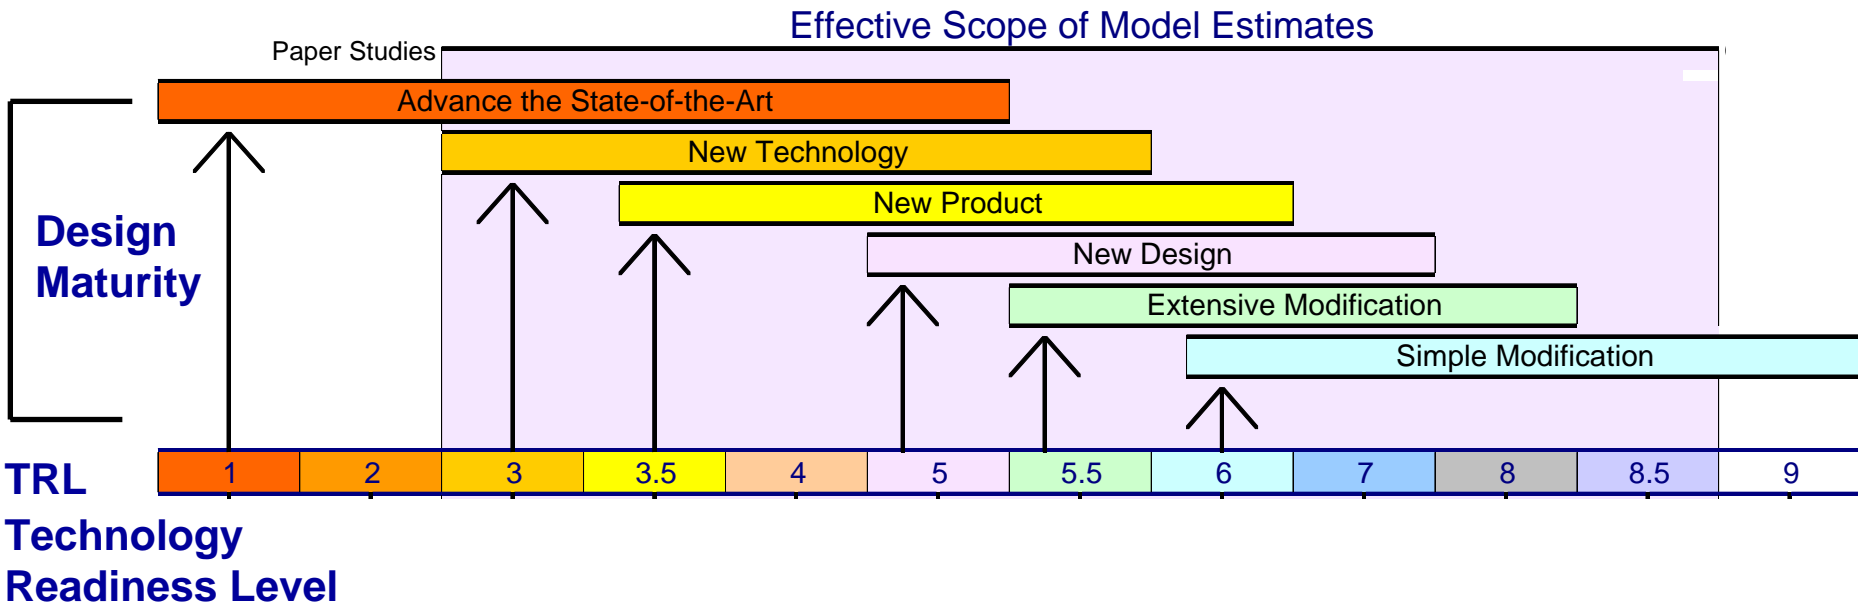 Effective Scope of Model Estimates
Paper Studies
Advance the State-of-the-Art
New Technology
New Product
Design
Maturity
New Design
Extensive Modification
Simple Modification
TRL 1 2 3 3.5 4 5 5.5 6 7 8 8.5 9
Technology
Readiness Level